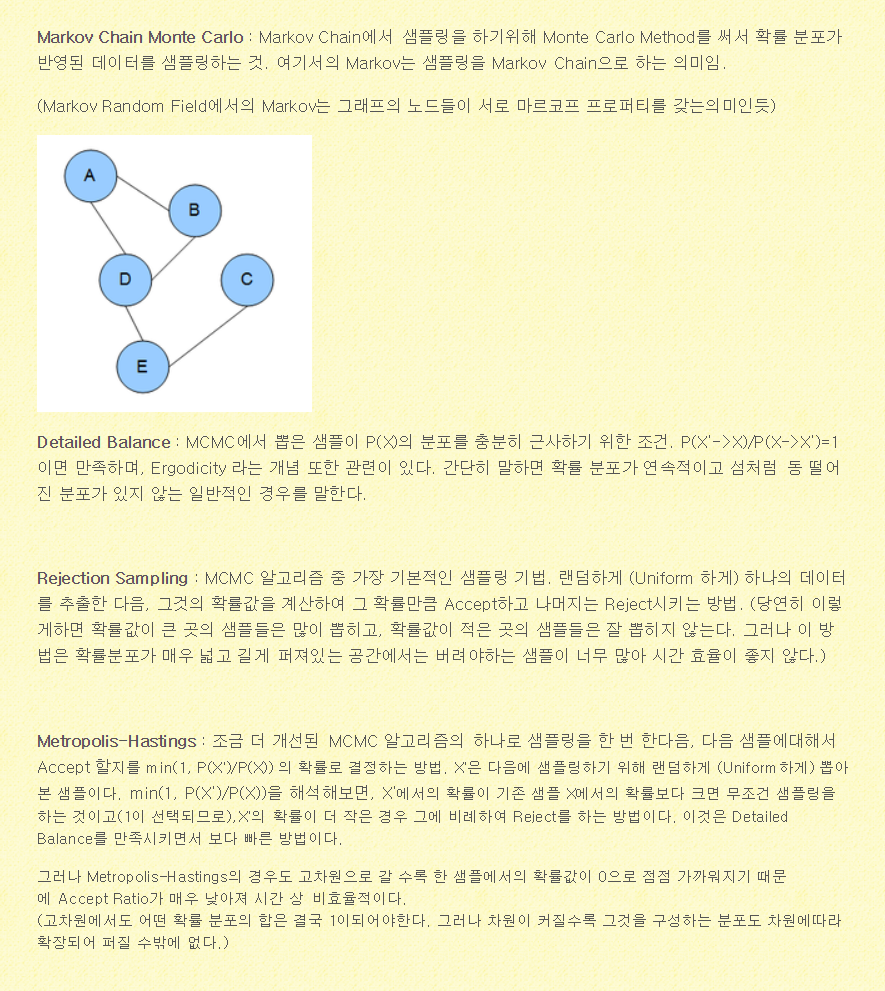 Markov Chain Monte Carlo : Markov Chain에서 샘플링을 하기위해 Monte Carlo Method를 써서 확률 분포가
반영된 데이터를 샘플링하는 것. 여기서의 Markov는 샘플링을 Markov Chain으로 하는 의미임.
(Markov Random Field에서의 Markov는 그래프의 노드들이 서로 마르코프 프로퍼티를 갖는의미인듯)
A
B
D
C
E
Detailed Balance : MCMC에서 뽑은 샘플이 P(X)의 분포를 충분히 근사하기 위한 조건. P(X'->X)/P(X->X')=1
이면 만족하며, Ergodicity 라는 개념 또한 관련이 있다. 간단히 말하면 확률 분포가 연속적이고 섬처럼 동 떨어
진 분포가 있지 않는 일반적인 경우를 말한다.
Rejection Sampling : MCMC 알고리즘 중 가장 기본적인 샘플링 기법. 랜덤하게 (Uniform 하게) 하나의 데이터
를 추출한 다음, 그것의 확률값을 계산하여 그 확률만큼 Accept하고 나머지는 Reject시키는 방법. (당연히 이렇
게하면 확률값이 큰 곳의 샘플들은 많이 뽑히고, 확률값이 적은 곳의 샘플들은 잘 뽑히지 않는다. 그러나 이 방
법은 확률분포가 매우 넓고 길게 퍼져있는 공간에서는 버려야하는 샘플이 너무 많아 시간 효율이 좋지 않다.)
Metropolis-Hastings : 조금 더 개선된 MCMC 알고리즘의 하나로 샘플링을 한 번 한다음, 다음 샘플에대해서
Accept 할지를 min(1, P(X')/P(X)) 의 확률로 결정하는 방법. X'은 다음에 샘플링하기 위해 랜덤하게 (Uniform 하게) 뽑아
본 샘플이다. min(1, P(X')/P(X))을 해석해보면, X'에서의 확률이 기존 샘플 X에서의 확률보다 크면 무조건 샘플링을
하는 것이고(1이 선택되므로),X'의 확률이 더 작은 경우 그에 비례하여 Reject를 하는 방법이다. 이것은 Detailed
Balance를 만족시키면서 보다 빠른 방법이다.
그러나 Metropolis-Hastings의 경우도 고차원으로 갈 수록 한 샘플에서의 확률값이 0으로 점점 가까워지기 때문
에 Accept Ratio가 매우 낮아져 시간 상 비효율적이다.
(고차원에서도 어떤 확률 분포의 합은 결국 1이되어야한다. 그러나 차원이 커질수록 그것을 구성하는 분포도 차원에따라
확장되어 퍼질 수밖에 없다.)